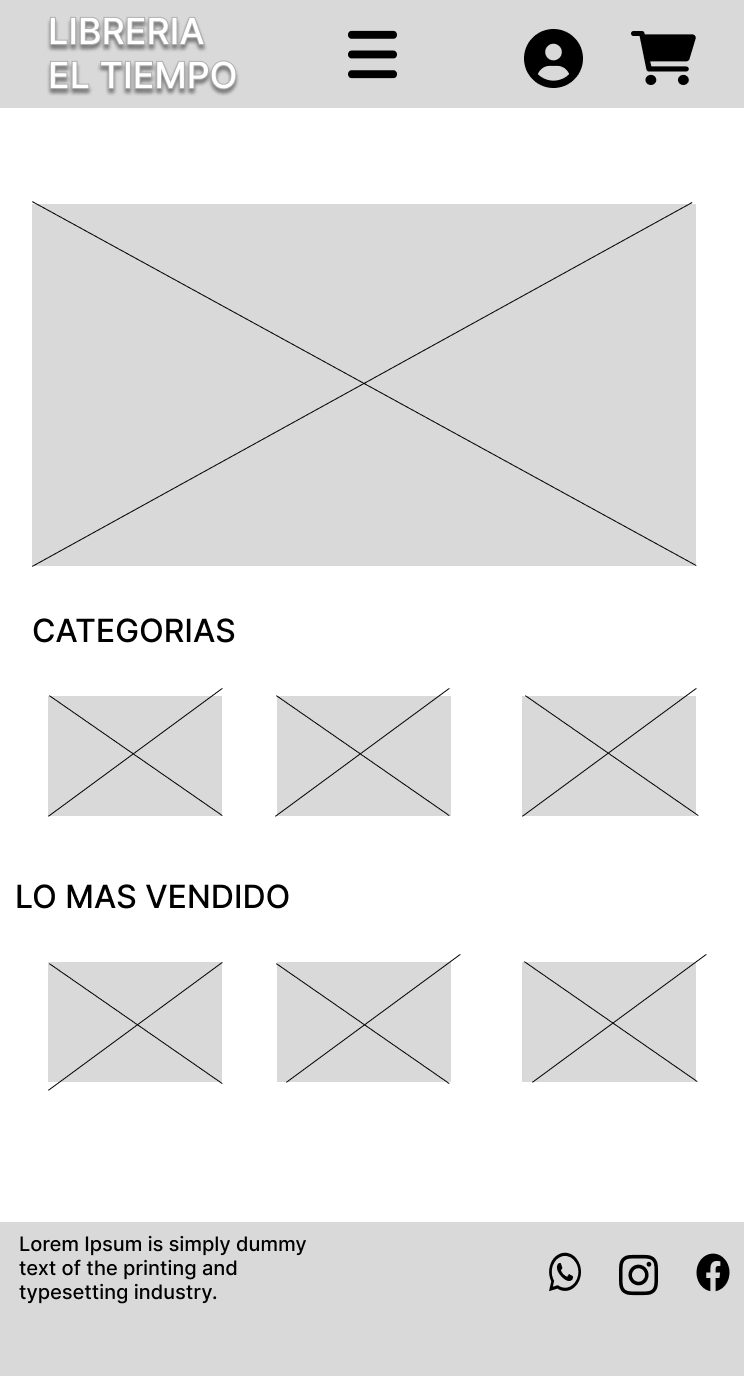 LIBRERIA
EL TIEMPO
CATEGORIAS
LO MAS VENDIDO
Lorem Ipsum is simply dummy
text of the printing and
typesetting industry.